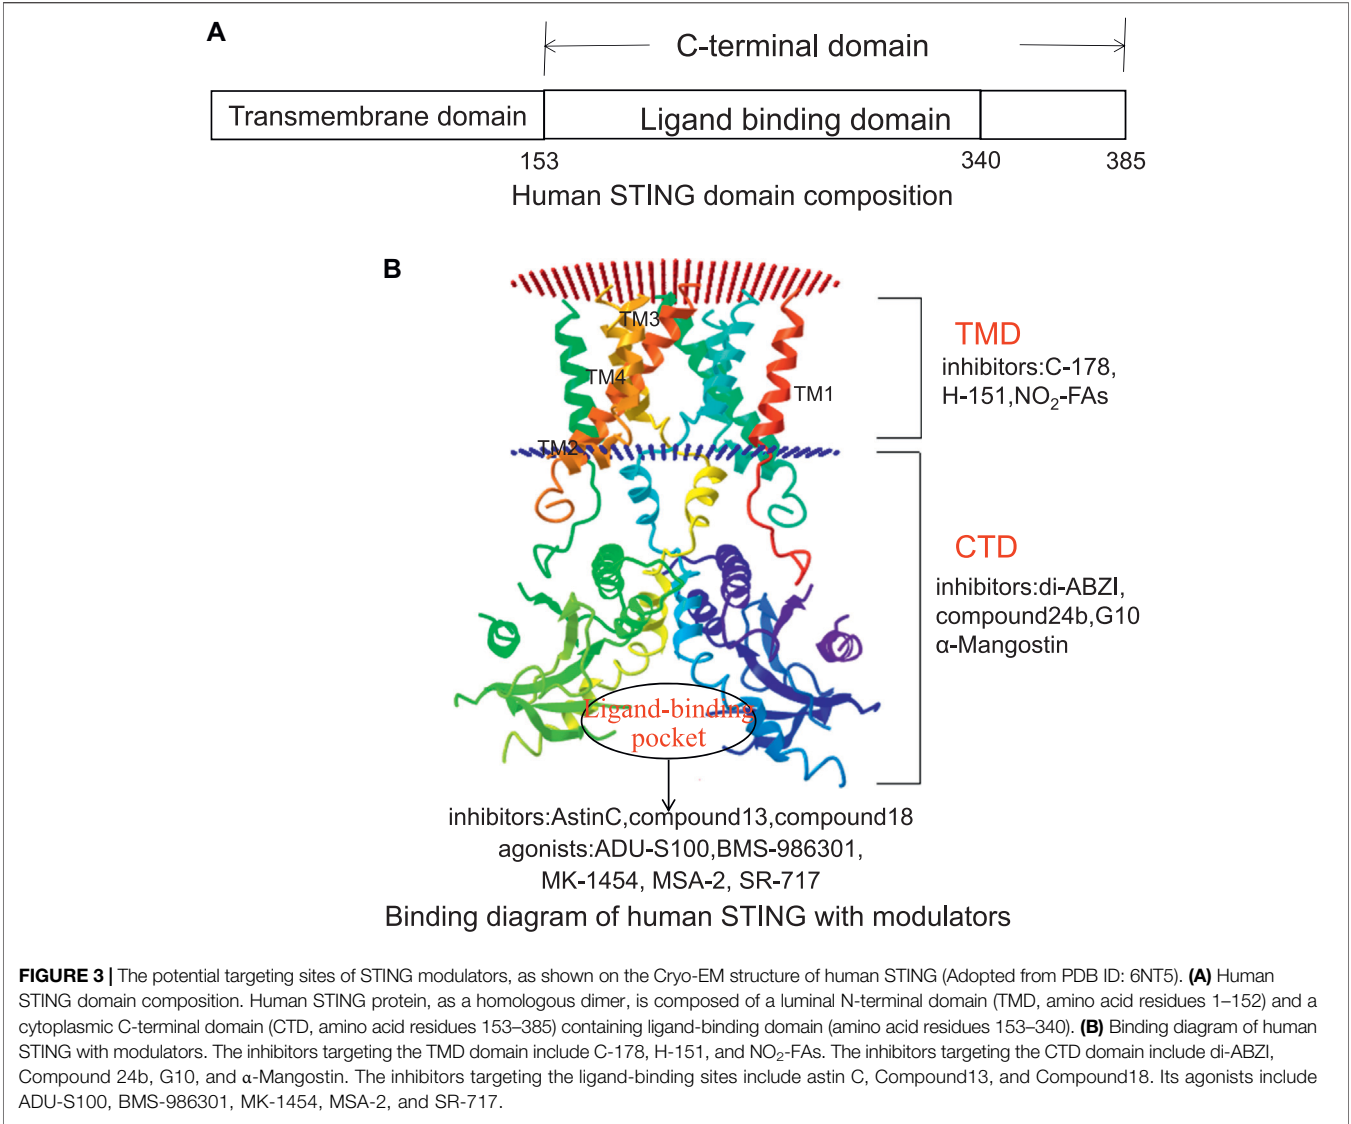 A
C-terminal domain
Transmembrane domain
Ligand binding domain
153
340
385
Human STING domain composition
B
TM3
TM4
TM1
TM2
TMD
inhibitors:C-178,
H-151,NO₂-FAs
CTD
inhibitors:di-ABZI,
compound24b,G10
α-Mangostin
Ligand-binding
pocket
inhibitors:AstinC,compound13,compound18
agonists:ADU-S100,BMS-986301,
MK-1454, MSA-2, SR-717
Binding diagram of human STING with modulators
FIGURE 3 | The potential targeting sites of STING modulators, as shown on the Cryo-EM structure of human STING (Adopted from PDB ID: 6NT5). (A) Human
STING domain composition. Human STING protein, as a homologous dimer, is composed of a luminal N-terminal domain (TMD, amino acid residues 1–152) and a
cytoplasmic C-terminal domain (CTD, amino acid residues 153–385) containing ligand-binding domain (amino acid residues 153–340). (B) Binding diagram of human
STING with modulators. The inhibitors targeting the TMD domain include C-178, H-151, and NO₂-FAs. The inhibitors targeting the CTD domain include di-ABZI,
Compound 24b, G10, and α-Mangostin. The inhibitors targeting the ligand-binding sites include astin C, Compound13, and Compound18. Its agonists include
ADU-S100, BMS-986301, MK-1454, MSA-2, and SR-717.